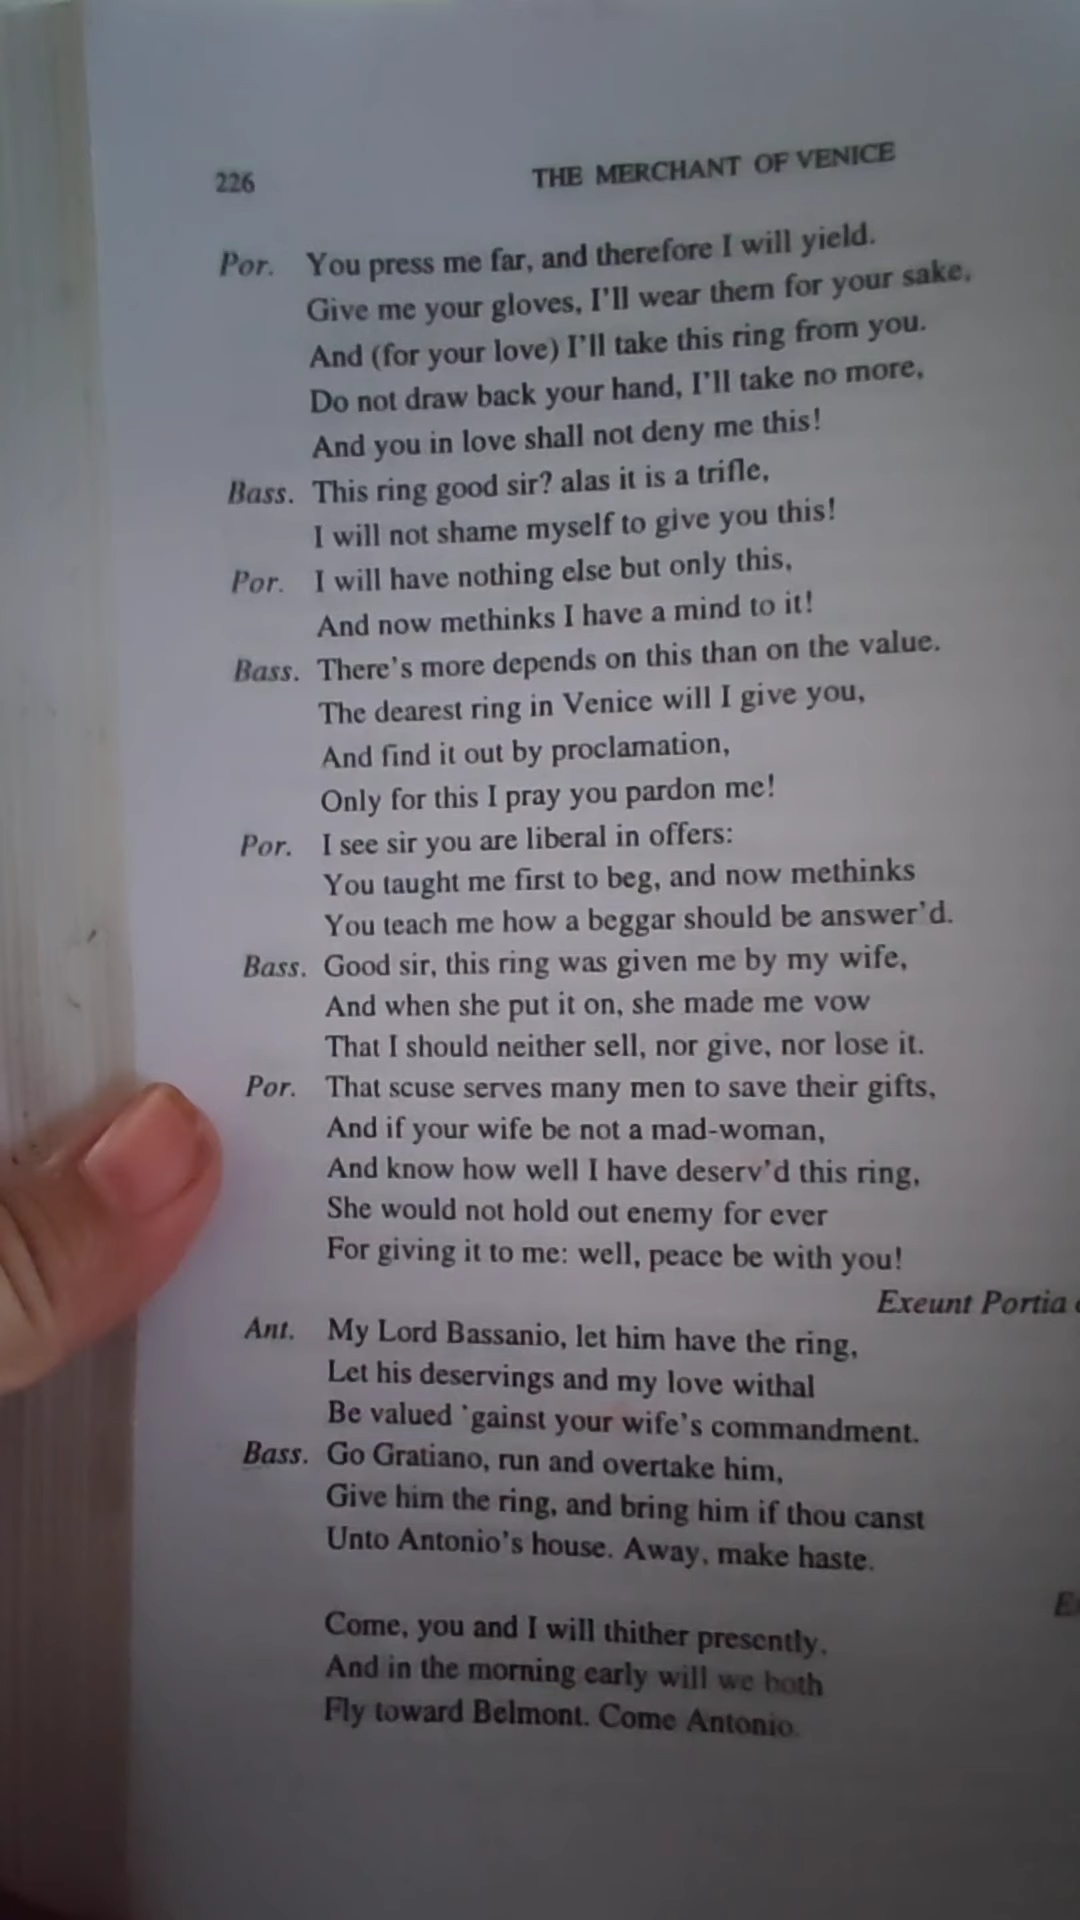 226 THE MERCHANT OF VENICE
Por. You press me far, and therefore I will yield.
Give me your gloves, I'll wear them for your sake,
And (for your love) I'll take this ring from you.
Do not draw back your hand, I'll take no more,
And you in love shall not deny me this!
Bass. This ring good sir? alas it is a trifle,
I will not shame myself to give you this!
Por. I will have nothing else but only this,
And now methinks I have a mind to it!
Bass. There's more depends on this than on the value.
The dearest ring in Venice will I give you,
And find it out by proclamation,
Only for this I pray you pardon me!
Por. I see sir you are liberal in offers:
You taught me first to beg, and now methinks
You teach me how a beggar should be answer'd.
Bass. Good sir, this ring was given me by my wife,
And when she put it on, she made me vow
That I should neither sell, nor give, nor lose it.
Por. That scuse serves many men to save their gifts,
And if your wife be not a mad-woman,
And know how well I have deserv'd this ring,
She would not hold out enemy for ever
For giving it to me: well, peace be with you!
Exeunt Portia
Ant. My Lord Bassanio, let him have the ring,
Let his deservings and my love withal
Be valued 'gainst your wife's commandment.
Bass. Go Gratiano, run and overtake him,
Give him the ring, and bring him if thou canst
Unto Antonio's house. Away, make haste.
Come, you and I will thither presently,
And in the morning early will we both
Fly toward Belmont. Come Antonio.